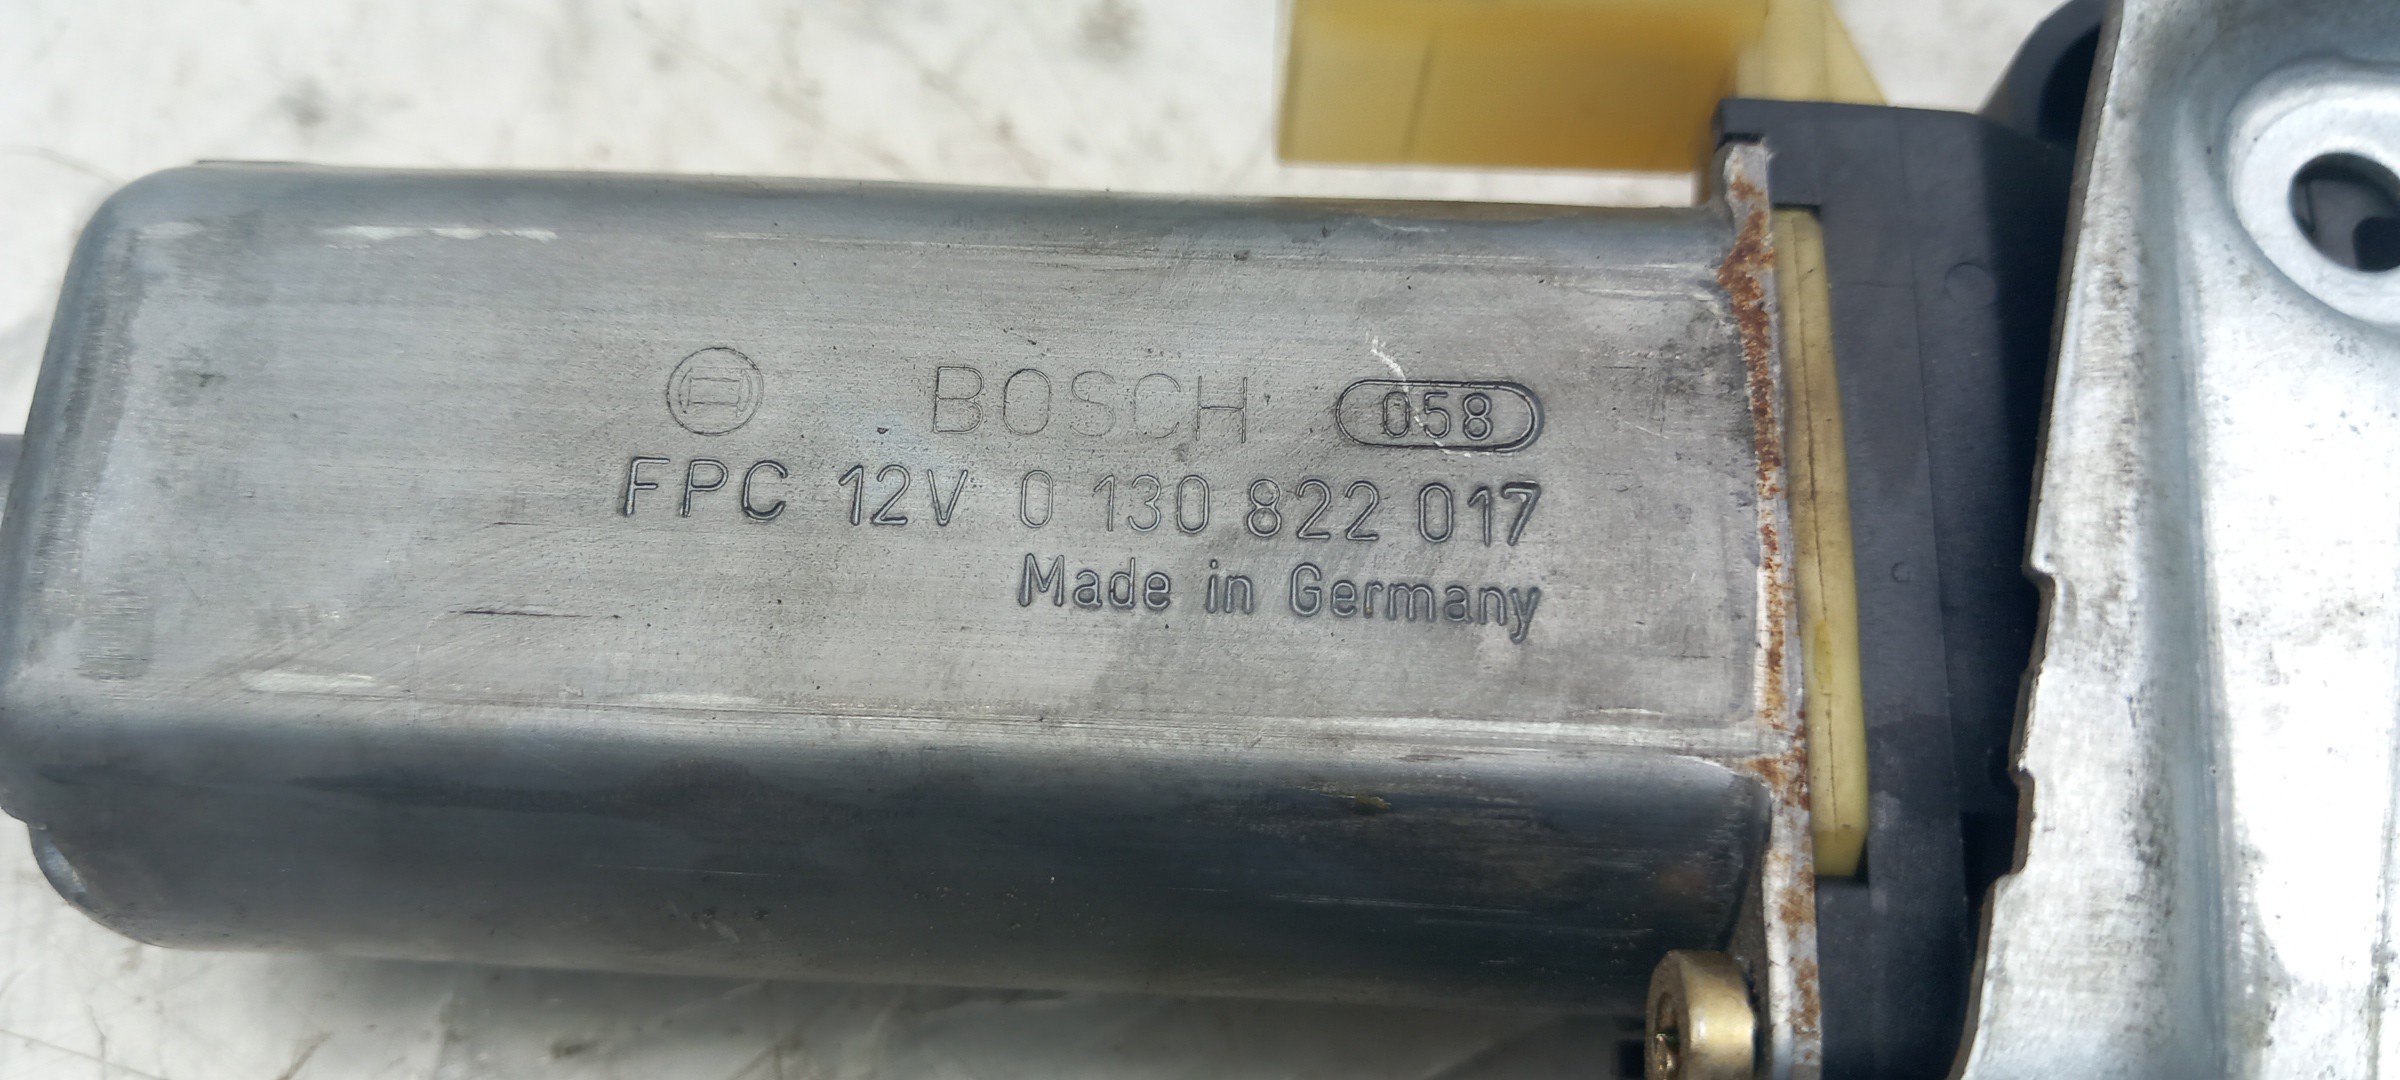 BOSCH 058
FPC 12V 0 130 822 017
Made in Germany